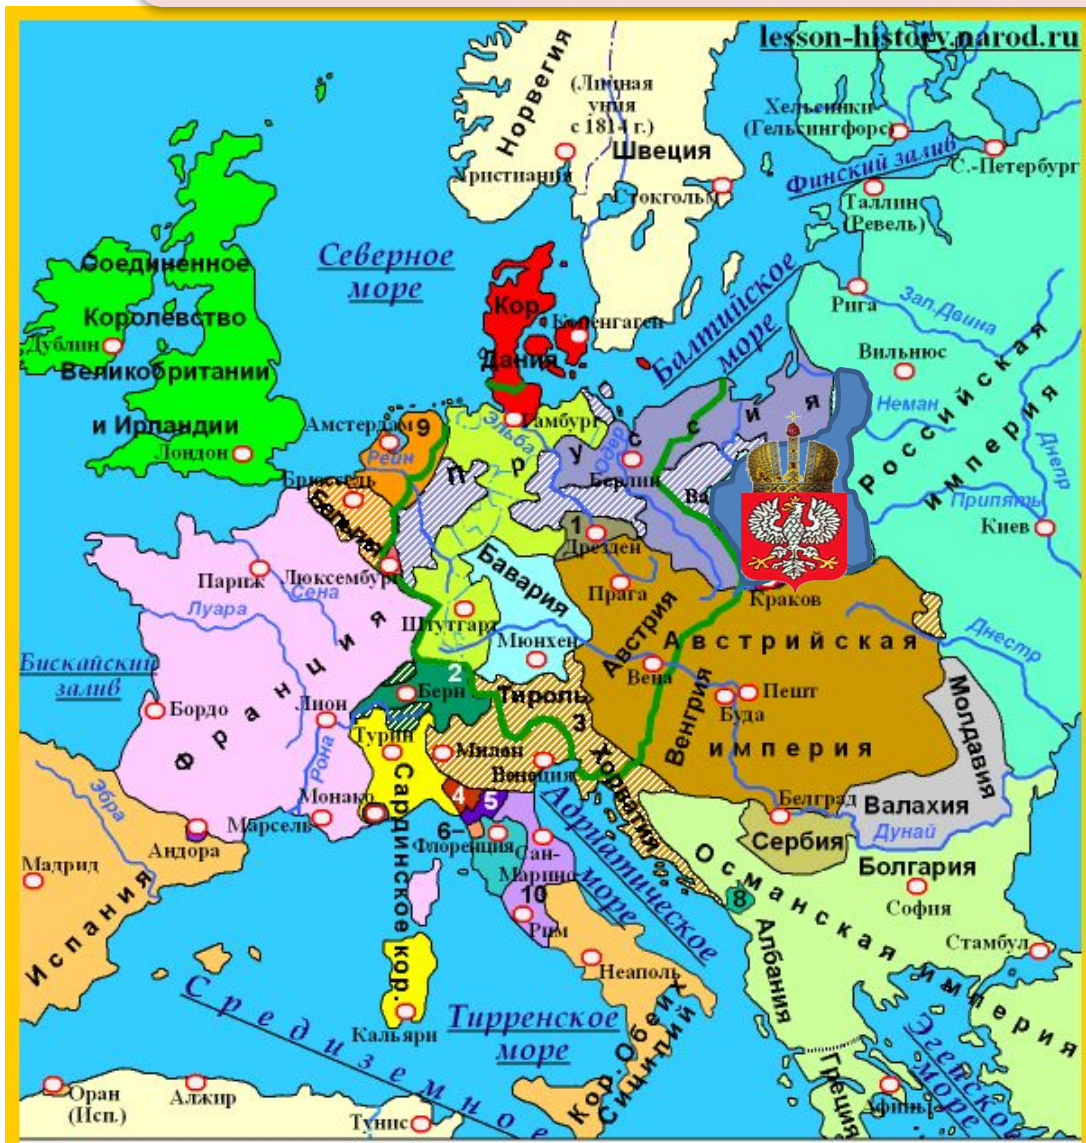 lesson-history.narod.ru
Норвегия
(Личная
уния
с 1814 г.)
Швеция
Христиания
Стокгольм
Хельсинки
(Гельсингфорс)
Финский залив
С.-Петербург
Таллин
(Ревель)
Северное
море
Соединенное
Королевство
Великобритании
и Ирландии
Дублин
Лондон
Кор.
Дания
Копенгаген
Балтийское
море
Рига
Зап.Двина
Вильнюс
Неман
Российская
империя
Днепр
Припять
Киев
Амстердам
9
Рейн
Гамбург
Эльба
Пруссия
Одер
Берлин
Ва
Брюссель
Бельгия
1
Дрезден
Люксембург
Бавария
Прага
Краков
Париж
Сена
Луара
Франция
Штутгарт
Мюнхен
Австрия
Австрийская
империя
Днестр
Бискайский
залив
2
Берн
Тироль
3
Вена
Венгрия
Пешт
Буда
Молдавия
Бордо
Лион
Рона
Турин
Милан
Венеция
Хорватия
Белград
Валахия
Дунай
Сербия
Эбро
Монако
Марсель
Андора
Сардинское кор.
4
5
6–
Флоренция
Сан-
Марино
Адриатическое
море
Болгария
София
Мадрид
Испания
10
Рим
8
Османская империя
Стамбул
Албания
Неаполь
Кальяри
Тирренское
море
Кор.Обеих
Сицилий
Средиземное
Эгейское
море
Греция
Афины
Оран
(Исп.)
Алжир
Тунис